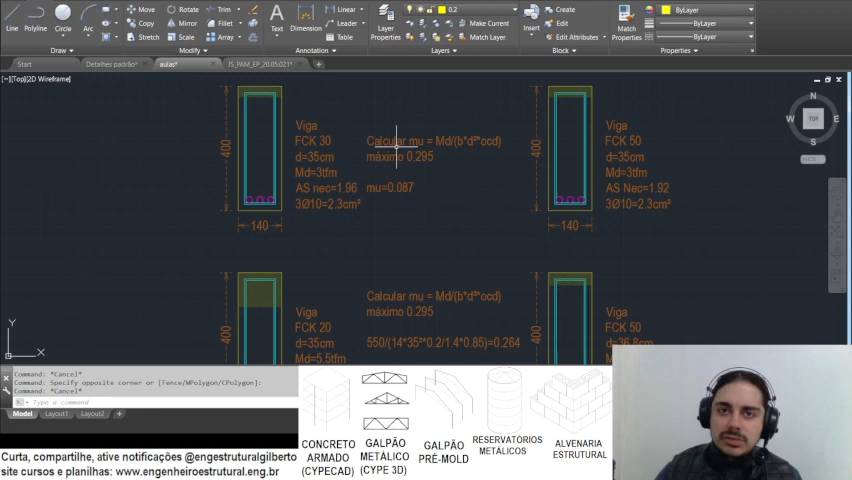 Line Polyline Circle Arc
Move Rotate Trim
Copy Mirror Fillet
Stretch Scale Array
Text Dimension
Linear
Leader
Table
Layer
Properties
0.2
Make Current
Match Layer
Insert
Create
Edit
Edit Attributes
Match
Properties
ByLayer
ByLayer
ByLayer
Draw Modify Annotation Layers Block Properties
Start Detalhes padrão* aulas* JS_PAM_EP_20.05.021*
[–][Top][2D Wireframe]
N
W TOP E
S
WCS
400
140
Viga
FCK 30
d=35cm
Md=3tfm
AS nec=1.96
3Ø10=2.3cm²
Calcular mu = Md/(b*d²*σcd)
máximo 0.295
mu=0.087
400
140
Viga
FCK 50
d=35cm
Md=3tfm
AS nec=1.92
3Ø10=2.3cm²
400
Viga
FCK 20
d=35cm
Md=5.5tfm
Calcular mu = Md/(b*d²*σcd)
máximo 0.295
550/(14*35²*0.2/1.4*0.85)=0.264
400
Viga
FCK 50
d=36.8cm
Y
X
Command: *Cancel*
Command: Specify opposite corner or [Fence/WPolygon/CPolygon]:
Command: *Cancel*
Type a command
Model Layout1 Layout2 +
CONCRETO
ARMADO
(CYPECAD)
GALPÃO
METÁLICO
(CYPE 3D)
GALPÃO
PRÉ-MOLD
RESERVATÓRIOS
METÁLICOS
ALVENARIA
ESTRUTURAL
Curta, compartilhe, ative notificações @engestruturalgilberto
site cursos e planilhas: www.engenheiroestrutural.eng.br